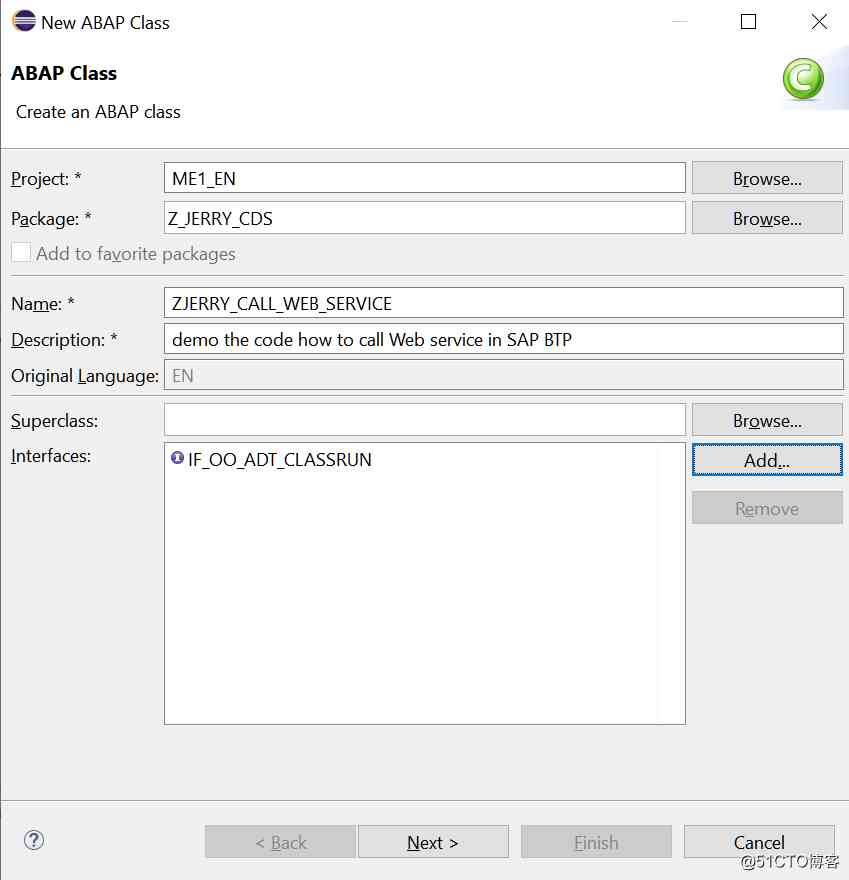 New ABAP Class
ABAP Class
Create an ABAP class
Project: * ME1_EN Browse...
Package: * Z_JERRY_CDS Browse...
Add to favorite packages
Name: * ZJERRY_CALL_WEB_SERVICE
Description: * demo the code how to call Web service in SAP BTP
Original Language: EN
Superclass: Browse...
Interfaces: IF_OO_ADT_CLASSRUN Add...
Remove
< Back Next > Finish Cancel
@51CTO博客